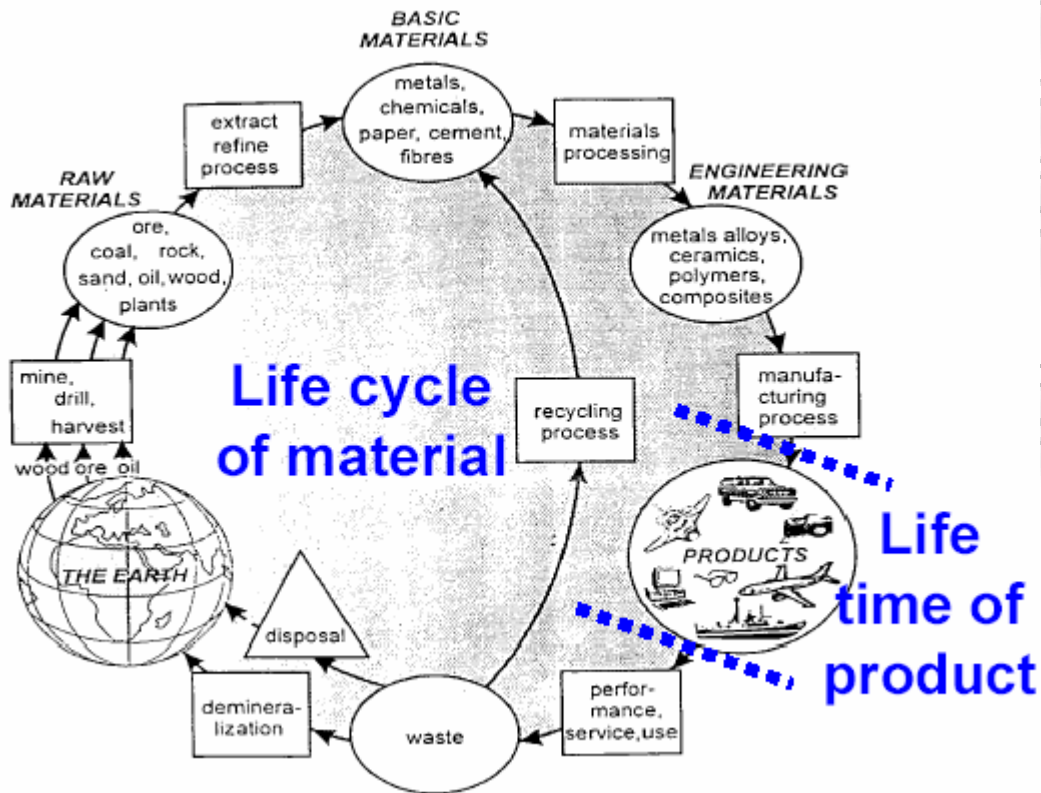 BASIC
MATERIALS
metals,
chemicals,
paper, cement,
fibres
extract
refine
process
materials
processing
RAW
MATERIALS
ENGINEERING
MATERIALS
ore,
coal, rock,
sand, oil, wood,
plants
metals alloys,
ceramics,
polymers,
composites
mine,
drill,
harvest
Life cycle
of material
recycling
process
manufa-
cturing
process
wood ore oil
THE EARTH
PRODUCTS
Life
time of
product
disposal
deminera-
lization
waste
perfor-
mance,
service, use